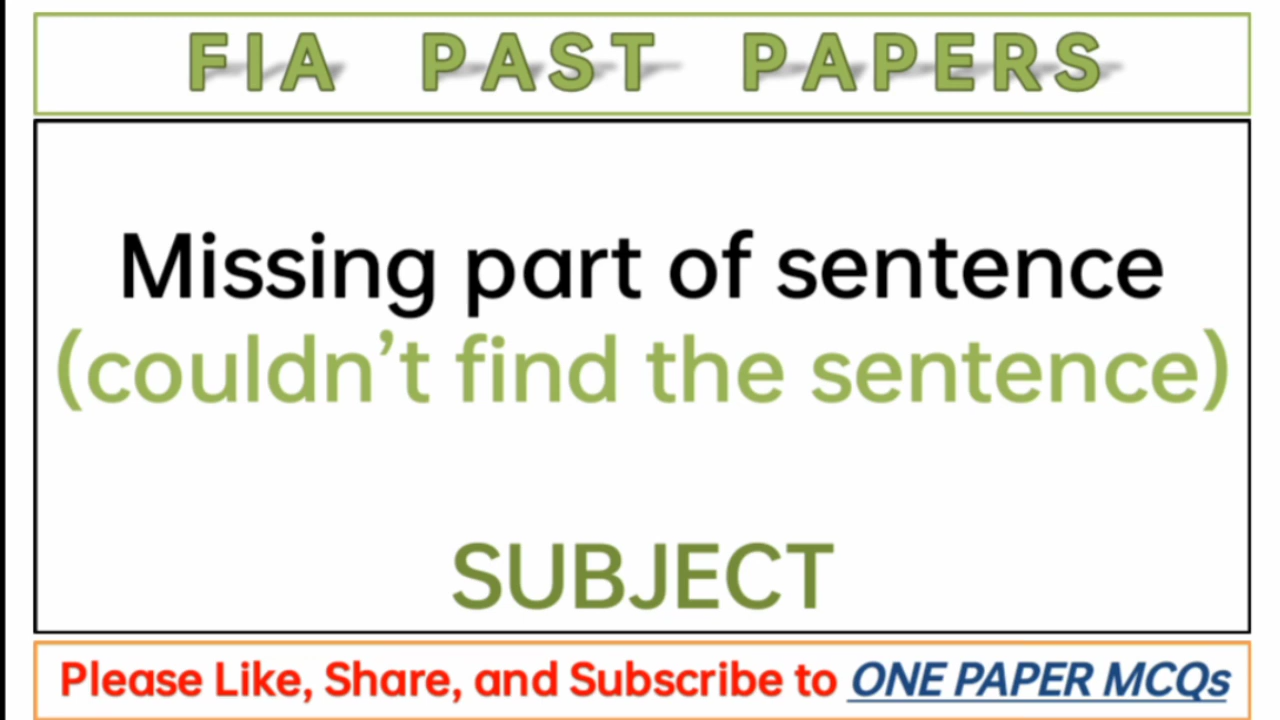 FIA PAST PAPERS
Missing part of sentence
(couldn’t find the sentence)
SUBJECT
Please Like, Share, and Subscribe to ONE PAPER MCQs